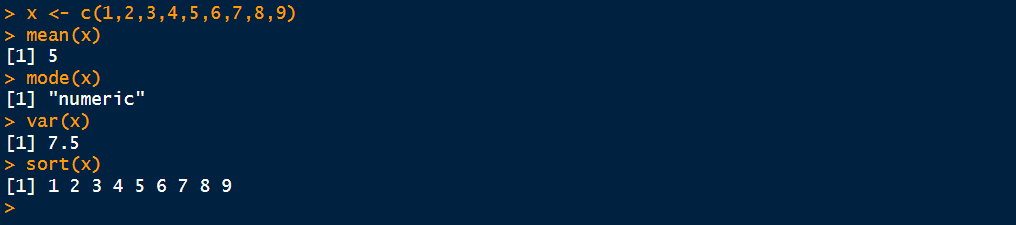 > x <- c(1,2,3,4,5,6,7,8,9)
> mean(x)
[1] 5
> mode(x)
[1] "numeric"
> var(x)
[1] 7.5
> sort(x)
[1] 1 2 3 4 5 6 7 8 9
>